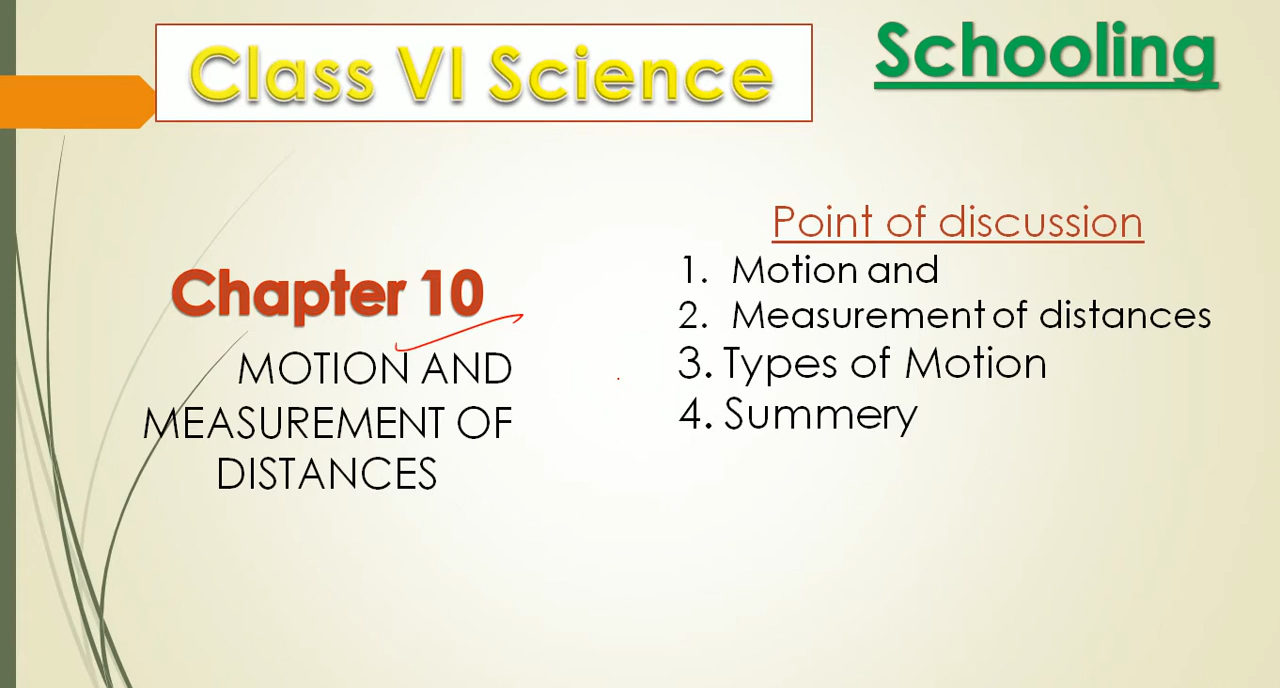 Class VI Science
Schooling
Chapter 10
MOTION AND
MEASUREMENT OF
DISTANCES
Point of discussion
1. Motion and
2. Measurement of distances
3. Types of Motion
4. Summery